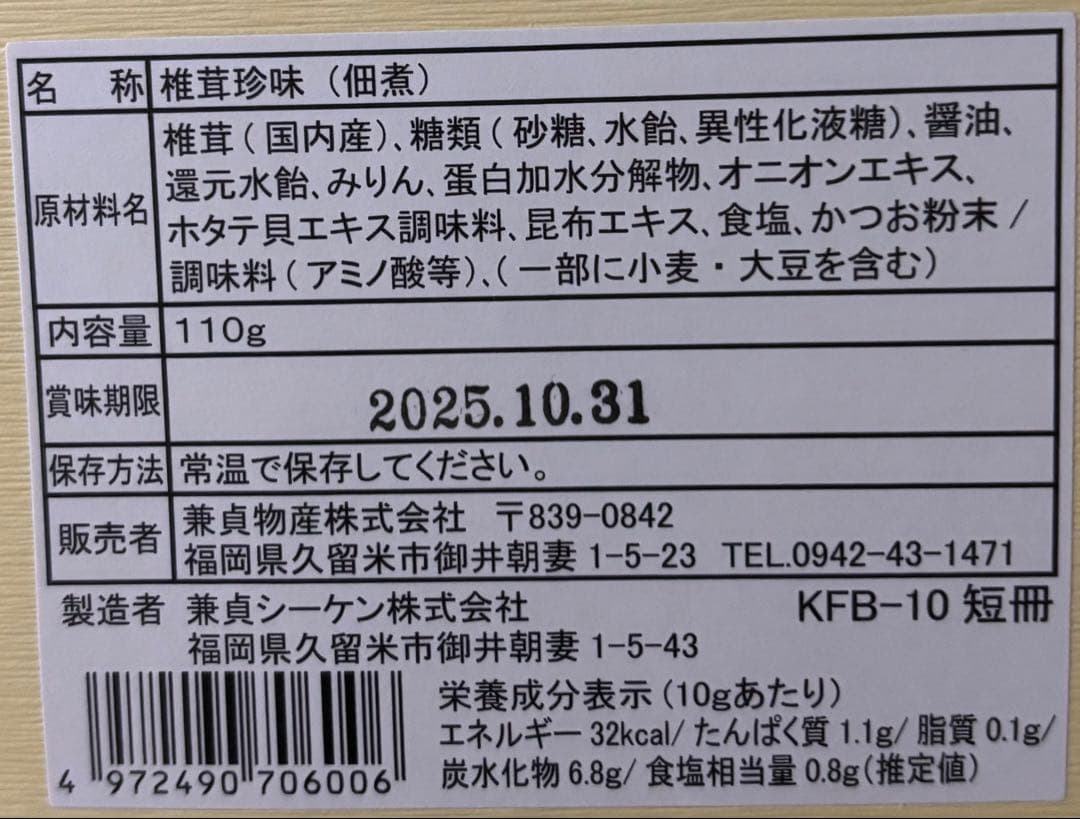 名 称 椎茸珍味（佃煮）
原材料名
椎茸（国内産）、糖類（砂糖、水飴、異性化液糖）、醤油、
還元水飴、みりん、蛋白加水分解物、オニオンエキス、
ホタテ貝エキス調味料、昆布エキス、食塩、かつお粉末/
調味料（アミノ酸等）、（一部に小麦・大豆を含む）
内容量 110g
賞味期限 2025.10.31
保存方法 常温で保存してください。
販売者
兼貞物産株式会社 〒839-0842
福岡県久留米市御井朝妻1-5-23 TEL.0942-43-1471
製造者 兼貞シーケン株式会社 KFB-10 短冊
福岡県久留米市御井朝妻1-5-43
栄養成分表示（10gあたり）
エネルギー 32kcal/ たんぱく質 1.1g/ 脂質 0.1g/
炭水化物 6.8g/ 食塩相当量 0.8g（推定値）
4 972490 706006